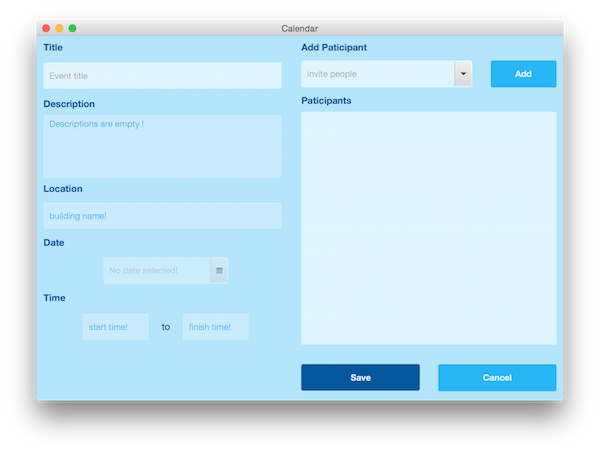 Calendar
Title
Event title
Description
Descriptions are empty !
Location
building name!
Date
No date selected!
Time
start time! to finish time!
Add Paticipant
invite people
Add
Paticipants
Save Cancel